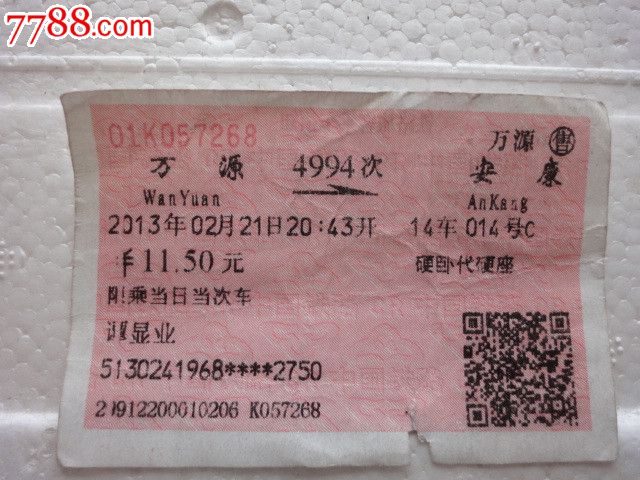 7788.com
01K057268
万源 售
万源 4994次 安康
WanYuan AnKang
2013年02月21日20:43开 14车 014号C
11.50元 硬卧代硬座
限乘当日当次车
显业
5130241968****2750
912200010206 K057268